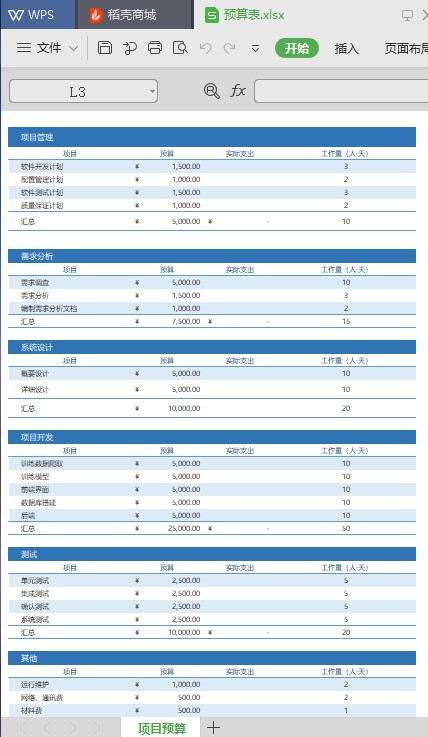 WPS 稻壳商城 预算表.xlsx
文件 开始 插入 页面布局
L3 fx
项目管理
项目 预算 实际支出 工作量（人·天）
软件开发计划 ¥ 1,500.00 3
配置管理计划 ¥ 1,000.00 2
软件测试计划 ¥ 1,500.00 3
质量保证计划 ¥ 1,000.00 2
汇总 ¥ 5,000.00 ¥ - 10
需求分析
项目 预算 实际支出 工作量（人·天）
需求调查 ¥ 5,000.00 10
需求分析 ¥ 1,500.00 3
编制需求分析文档 ¥ 1,000.00 2
汇总 ¥ 7,500.00 ¥ - 15
系统设计
项目 预算 实际支出 工作量（人·天）
概要设计 ¥ 5,000.00 10
详细设计 ¥ 5,000.00 10
汇总 ¥ 10,000.00 20
项目开发
项目 预算 实际支出 工作量（人·天）
训练数据爬取 ¥ 5,000.00 10
训练模型 ¥ 5,000.00 10
前端界面 ¥ 5,000.00 10
数据库搭建 ¥ 5,000.00 10
后端 ¥ 5,000.00 10
汇总 ¥ 25,000.00 ¥ - 50
测试
项目 预算 实际支出 工作量（人·天）
单元测试 ¥ 2,500.00 5
集成测试 ¥ 2,500.00 5
确认测试 ¥ 2,500.00 5
系统测试 ¥ 2,500.00 5
汇总 ¥ 10,000.00 ¥ - 20
其他
项目 预算 实际支出 工作量（人·天）
运行维护 ¥ 1,000.00 2
网络、通讯费 ¥ 500.00 2
材料费 ¥ 500.00 1
项目预算